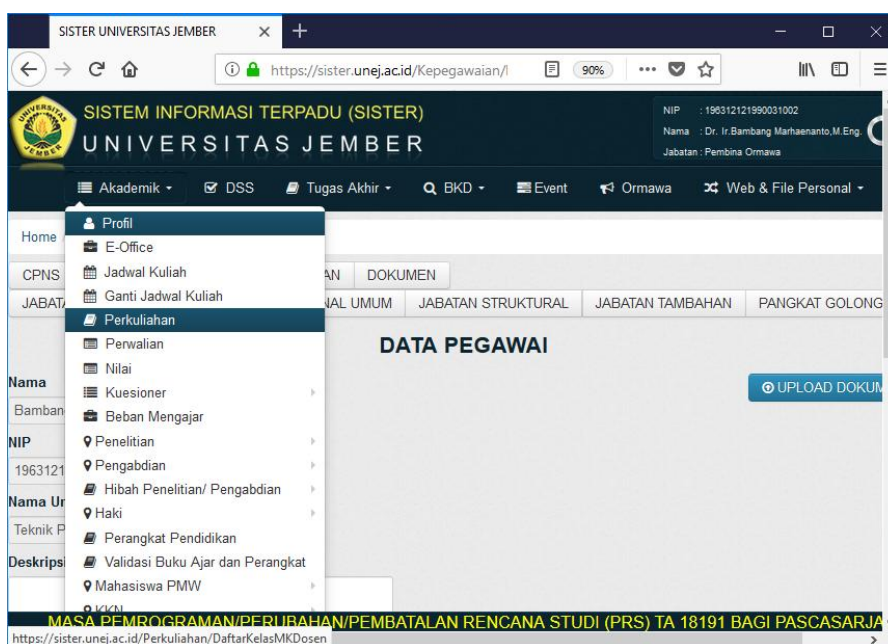 SISTER UNIVERSITAS JEMBER
https://sister.unej.ac.id/Kepegawaian/
90%
SISTEM INFORMASI TERPADU (SISTER)
UNIVERSITAS JEMBER
NIP : 196312121990031002
Nama : Dr. Ir.Bambang Marhaenanto,M.Eng.
Jabatan : Pembina Ormawa
Akademik DSS Tugas Akhir BKD Event Ormawa Web & File Personal
Home /
CPNS DOKUMEN
JABATAN STRUKTURAL JABATAN TAMBAHAN PANGKAT GOLONG
UMUM
Profil
E-Office
Jadwal Kuliah
Ganti Jadwal Kuliah
Perkuliahan
Perwalian
Nilai
Kuesioner
Beban Mengajar
Penelitian
Pengabdian
Hibah Penelitian/ Pengabdian
Haki
Perangkat Pendidikan
Validasi Buku Ajar dan Perangkat
Mahasiswa PMW
KKN
DATA PEGAWAI
UPLOAD DOKUM
Nama
Bamban
NIP
1963121
Nama Un
Teknik P
Deskripsi
MASA PEMROGRAMAN/PERUBAHAN/PEMBATALAN RENCANA STUDI (PRS) TA 18191 BAGI PASCASARJA
https://sister.unej.ac.id/Perkuliahan/DaftarKelasMKDosen